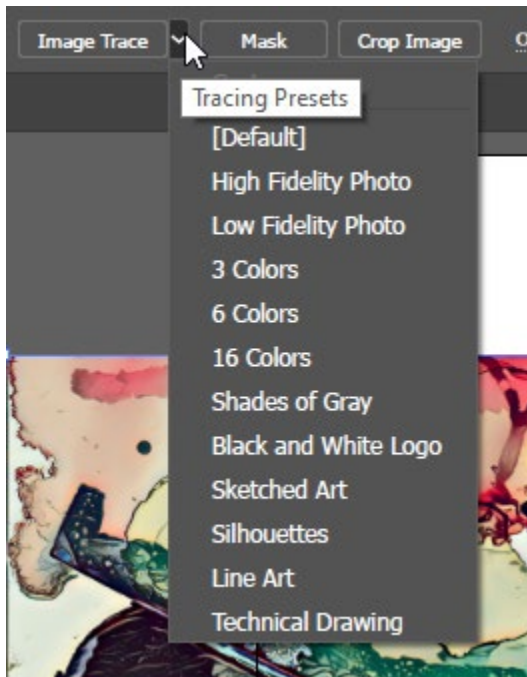 Image Trace Mask Crop Image
Tracing Presets
[Default]
High Fidelity Photo
Low Fidelity Photo
3 Colors
6 Colors
16 Colors
Shades of Gray
Black and White Logo
Sketched Art
Silhouettes
Line Art
Technical Drawing